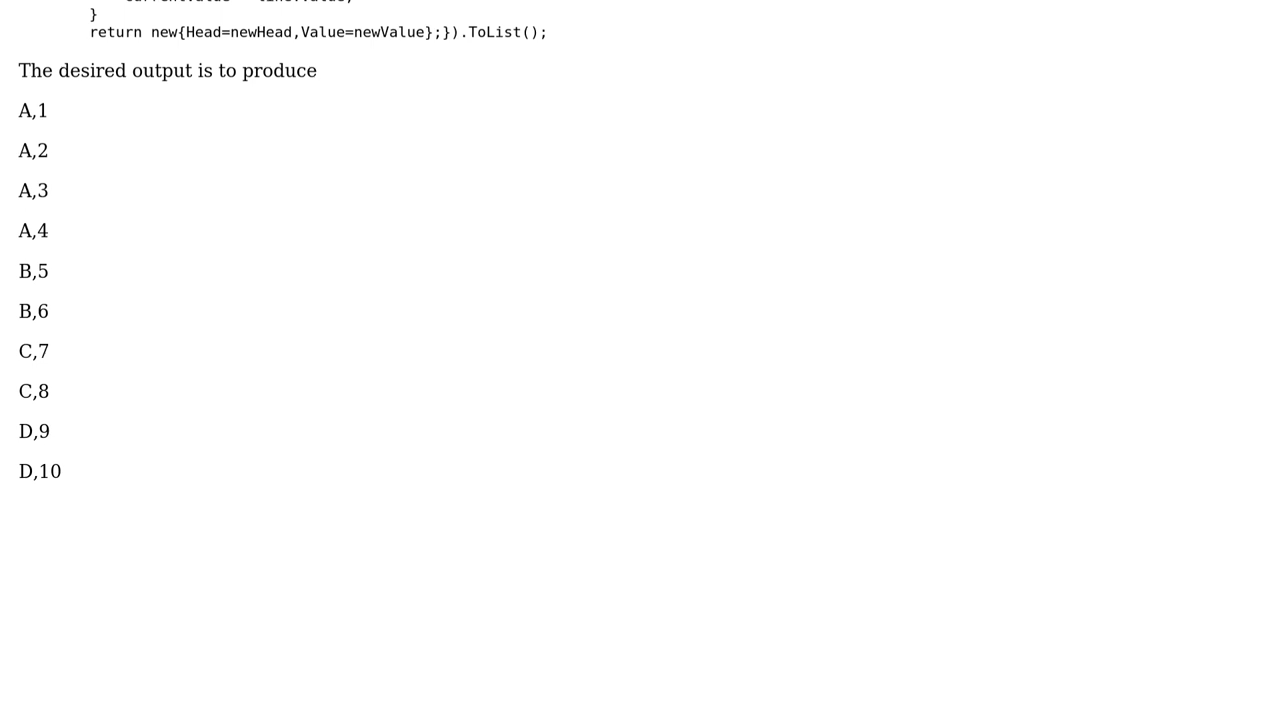 }
return new{Head=newHead,Value=newValue};}).ToList();
The desired output is to produce
A,1
A,2
A,3
A,4
B,5
B,6
C,7
C,8
D,9
D,10